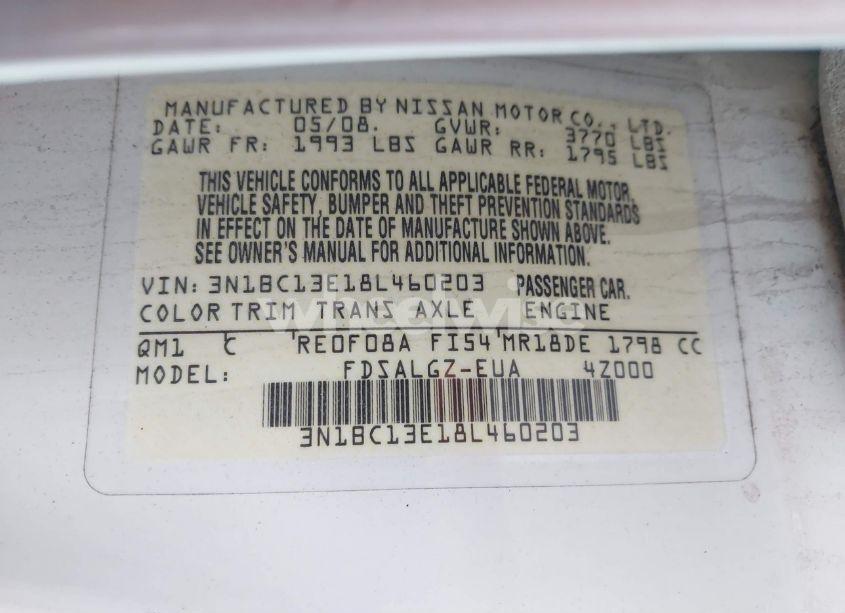 MANUFACTURED BY NISSAN MOTOR CO., LTD.
DATE: 05/08. GVWR: 3770 LBS
GAWR FR: 1993 LBS GAWR RR: 1795 LBS
THIS VEHICLE CONFORMS TO ALL APPLICABLE FEDERAL MOTOR
VEHICLE SAFETY, BUMPER AND THEFT PREVENTION STANDARDS
IN EFFECT ON THE DATE OF MANUFACTURE SHOWN ABOVE.
SEE OWNER'S MANUAL FOR ADDITIONAL INFORMATION.
VIN: 3N1BC13E18L460203 PASSENGER CAR.
COLOR TRIM TRANS AXLE ENGINE
wheelwise
QM1 C RE0F08A FI54 MR18DE 1798 CC
MODEL: FDSALGZ-EUA 4Z000
3N1BC13E18L460203